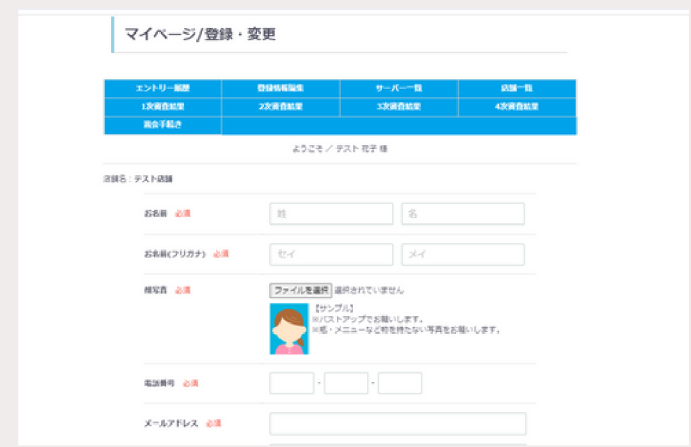 マイページ/登録・変更
エントリー履歴 登録情報編集 サーバー一覧 店舗一覧
1次審査結果 2次審査結果 3次審査結果 4次審査結果
退会手続き
ようこそ／ テスト 花子 様
店舗名：テスト店舗
お名前 必須 姓 名
お名前(フリガナ) 必須 セイ メイ
顔写真 必須 ファイルを選択 選択されていません
【サンプル】
※バストアップでお願いします。
※瓶・メニューなど物を持たない写真をお願いします。
電話番号 必須 - -
メールアドレス 必須